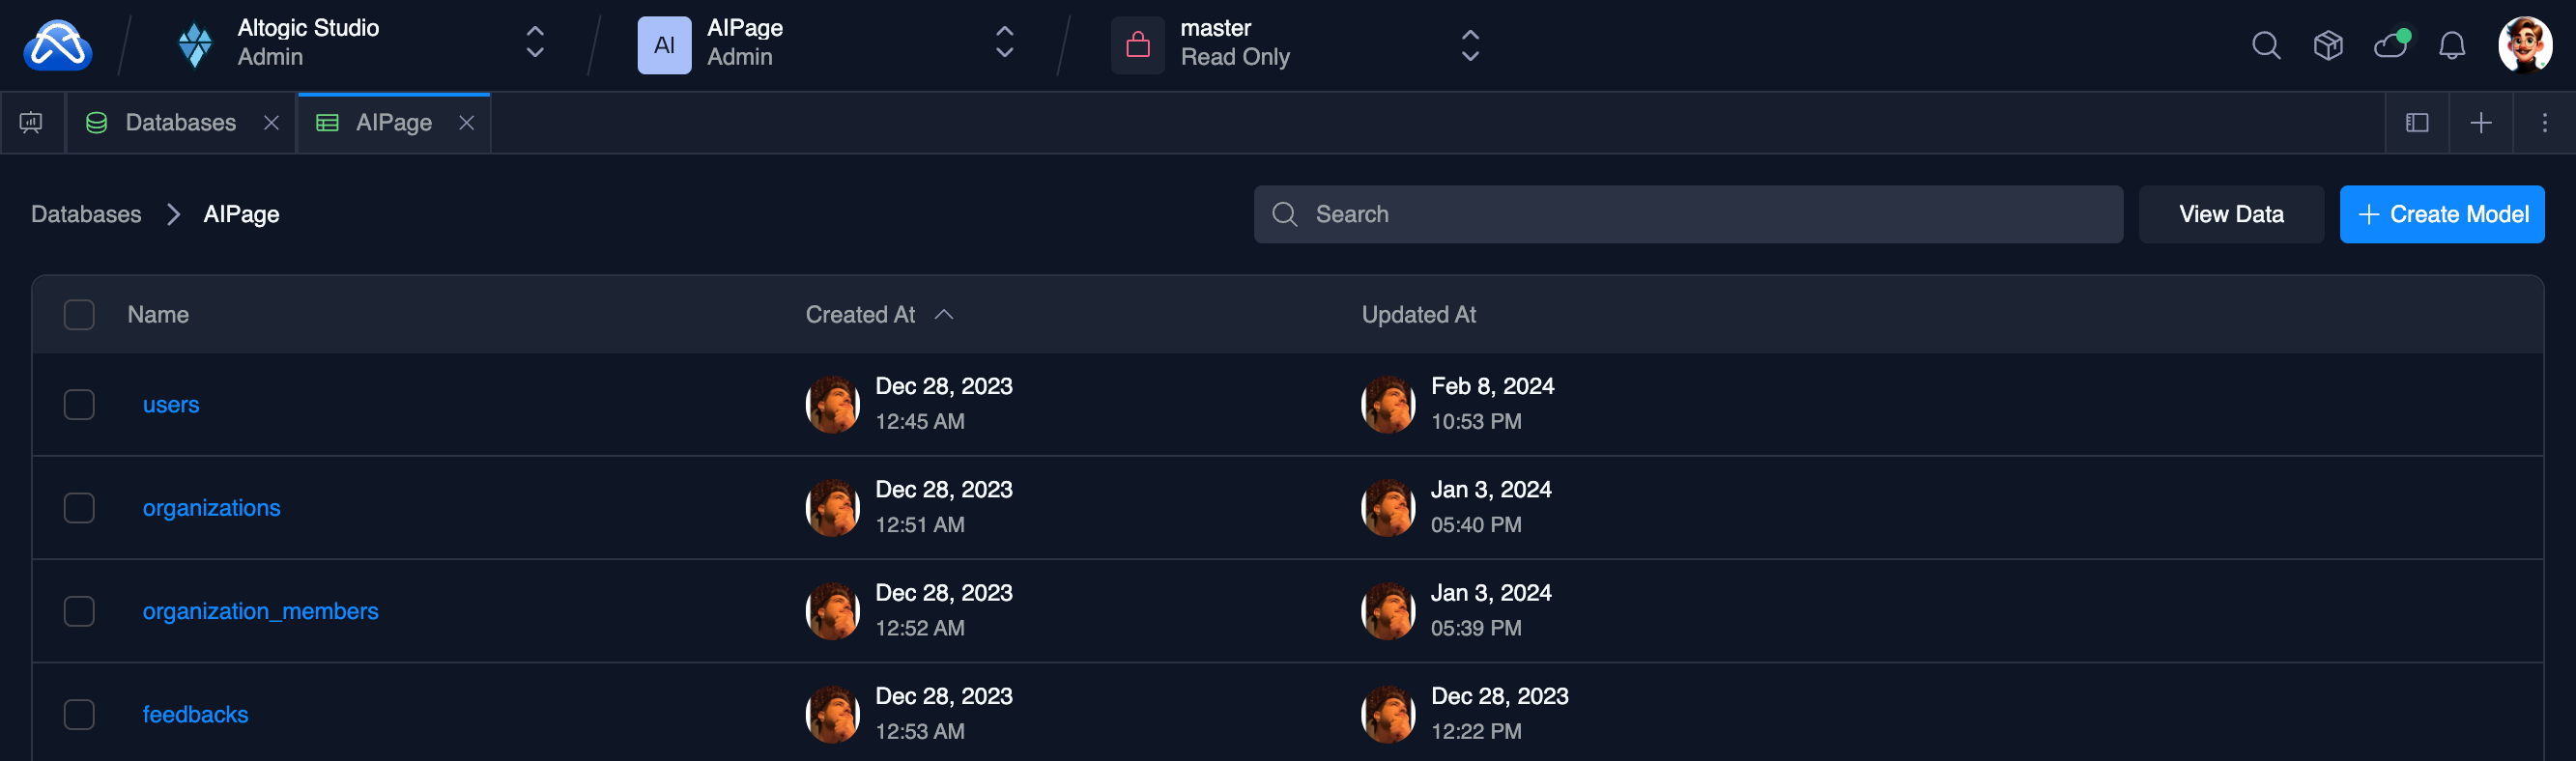 Altogic Studio
Admin
AI
AIPage
Admin
master
Read Only
Databases
AIPage
Databases
AIPage
Search
View Data
Create Model
Name
Created At
Updated At
users
Dec 28, 2023
12:45 AM
Feb 8, 2024
10:53 PM
organizations
Dec 28, 2023
12:51 AM
Jan 3, 2024
05:40 PM
organization_members
Dec 28, 2023
12:52 AM
Jan 3, 2024
05:39 PM
feedbacks
Dec 28, 2023
12:53 AM
Dec 28, 2023
12:22 PM